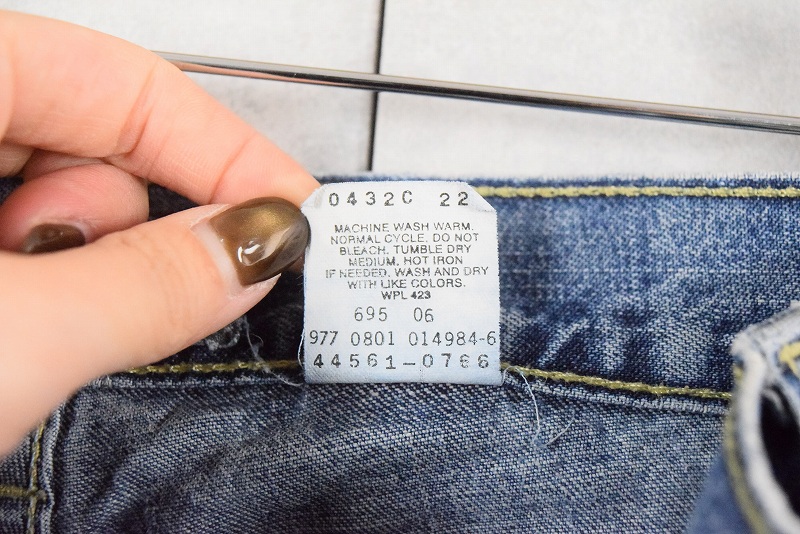 0432C 22
MACHINE WASH WARM.
NORMAL CYCLE. DO NOT
BLEACH. TUMBLE DRY
MEDIUM. HOT IRON
IF NEEDED. WASH AND DRY
WITH LIKE COLORS.
WPL 423
695 06
977 0801 014984-6
44561-0766